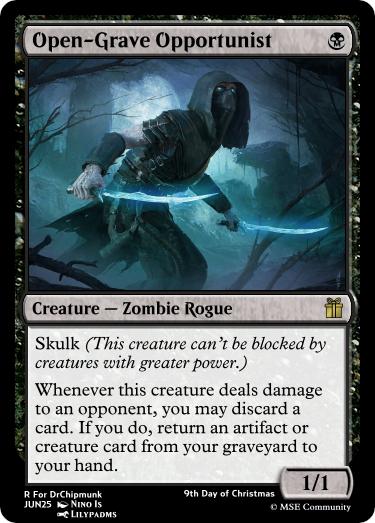 Open-Grave Opportunist
Creature — Zombie Rogue
Skulk (This creature can't be blocked by
creatures with greater power.)
Whenever this creature deals damage
to an opponent, you may discard a
card. If you do, return an artifact or
creature card from your graveyard to
your hand.
1/1
R For DrChipmunk
9th Day of Christmas
© MSE Community
JUN25 Nino Is
Lilypadms